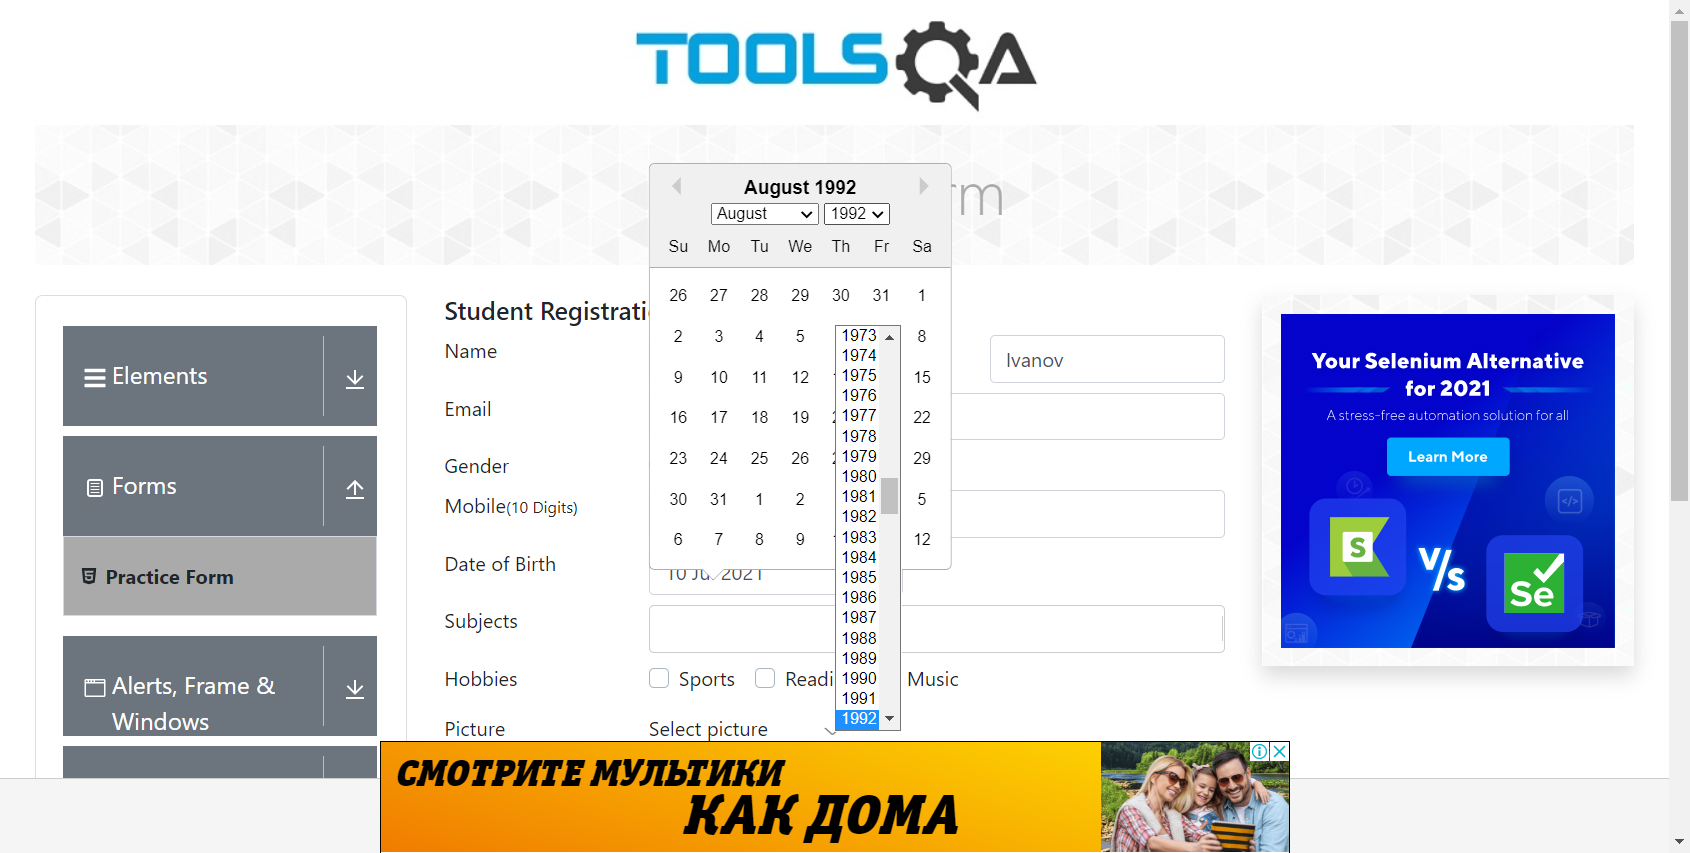 TOOLSQA
rm
August 1992
August 1992
Su Mo Tu We Th Fr Sa
26 27 28 29 30 31 1
2 3 4 5 8
9 10 11 12 15
16 17 18 19 22
23 24 25 26 29
30 31 1 2 5
6 7 8 9 12
1973
1974
1975
1976
1977
1978
1979
1980
1981
1982
1983
1984
1985
1986
1987
1988
1989
1990
1991
1992
Elements
Forms
Practice Form
Alerts, Frame &
Windows
Student Registrati
Name
Ivanov
Email
Gender
Mobile(10 Digits)
Date of Birth
10 Ju 2021
Subjects
Hobbies
Sports Readi Music
Picture
Select picture
Your Selenium Alternative
for 2021
A stress-free automation solution for all
Learn More
S
V/S
Se
СМОТРИТЕ МУЛЬТИКИ
КАК ДОМА